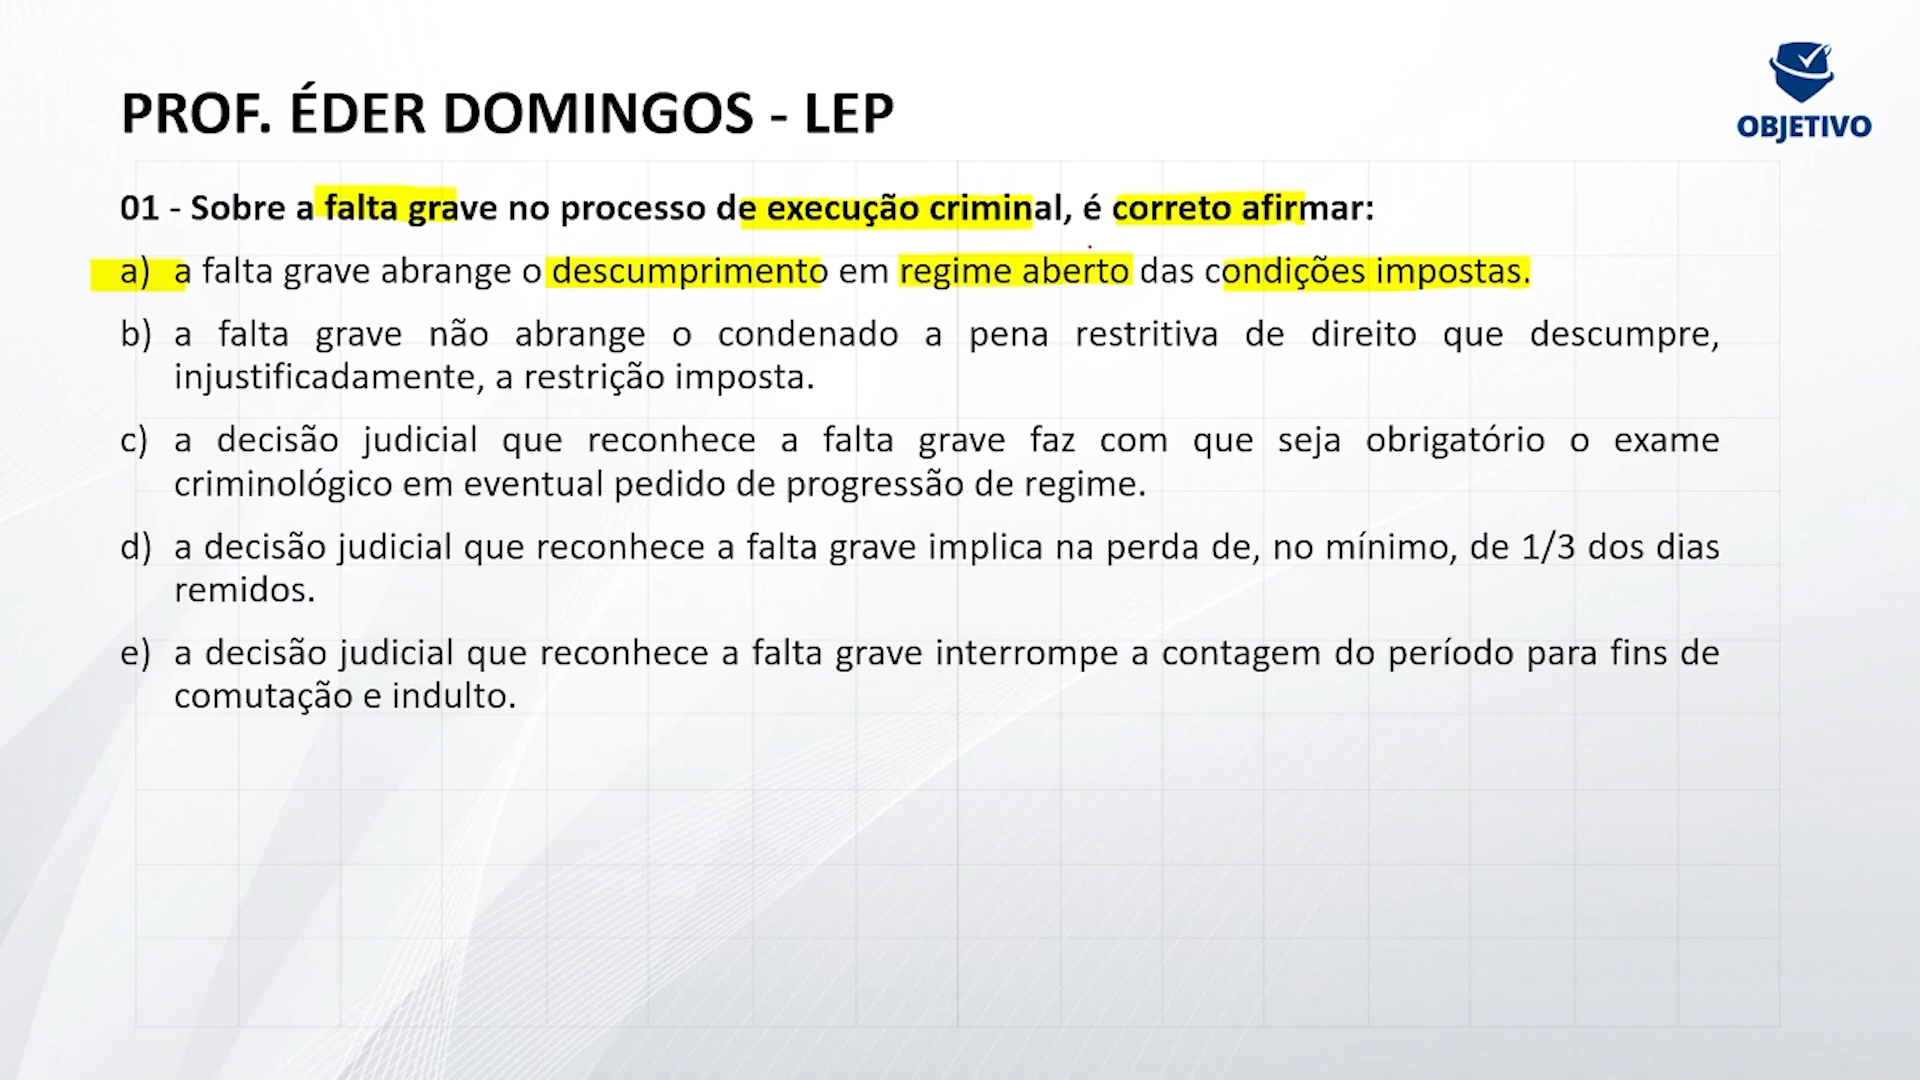 OBJETIVO
PROF. ÉDER DOMINGOS - LEP
01 - Sobre a falta grave no processo de execução criminal, é correto afirmar:
a) a falta grave abrange o descumprimento em regime aberto das condições impostas.
b) a falta grave não abrange o condenado a pena restritiva de direito que descumpre,
injustificadamente, a restrição imposta.
c) a decisão judicial que reconhece a falta grave faz com que seja obrigatório o exame
criminológico em eventual pedido de progressão de regime.
d) a decisão judicial que reconhece a falta grave implica na perda de, no mínimo, de 1/3 dos dias
remidos.
e) a decisão judicial que reconhece a falta grave interrompe a contagem do período para fins de
comutação e indulto.